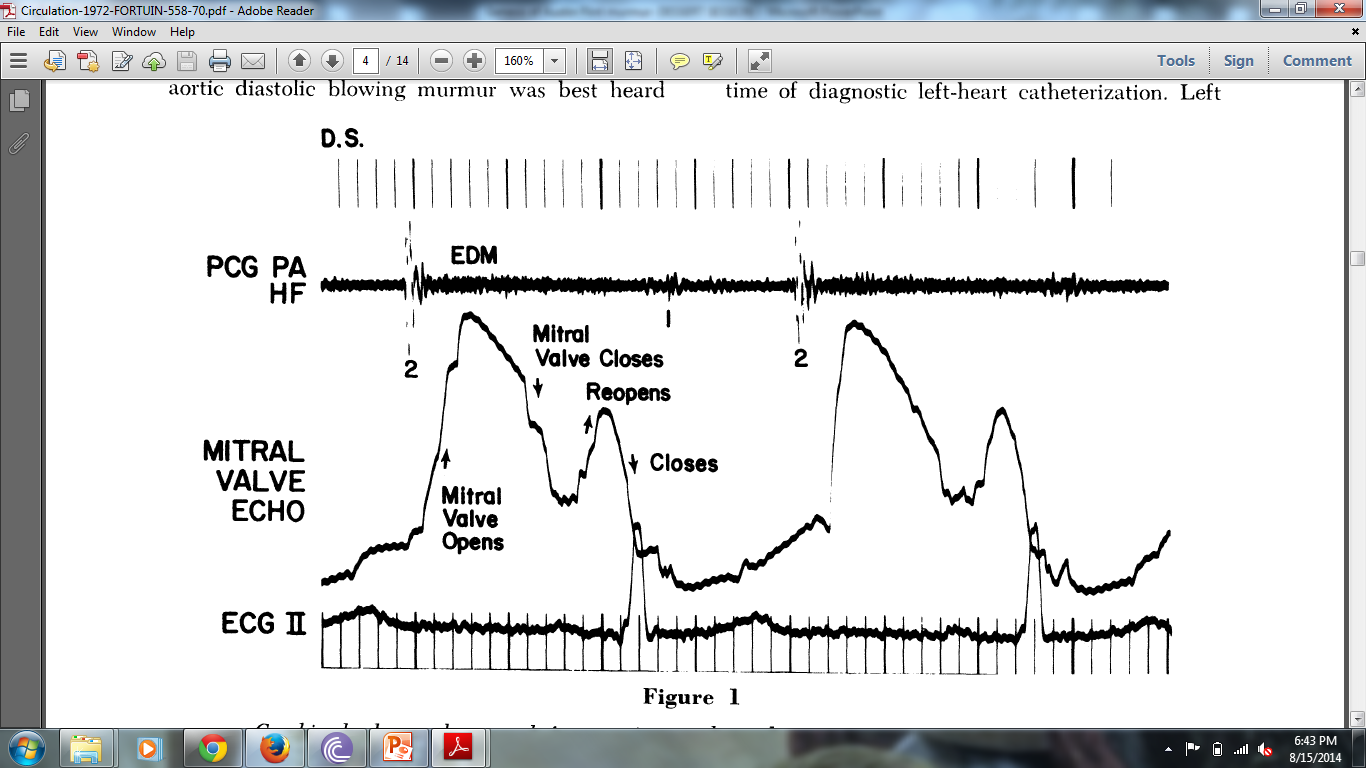 Circulation-1972-FORTUIN-558-70.pdf - Adobe Reader
File Edit View Window Help
4 / 14 160% Tools Sign Comment
aortic diastolic blowing murmur was best heard
time of diagnostic left-heart catheterization. Left
D.S.
PCG PA
HF
EDM
1
2
2
Mitral
Valve Closes
Reopens
Closes
Mitral
Valve
Opens
MITRAL
VALVE
ECHO
ECG II
Figure 1
6:43 PM
8/15/2014